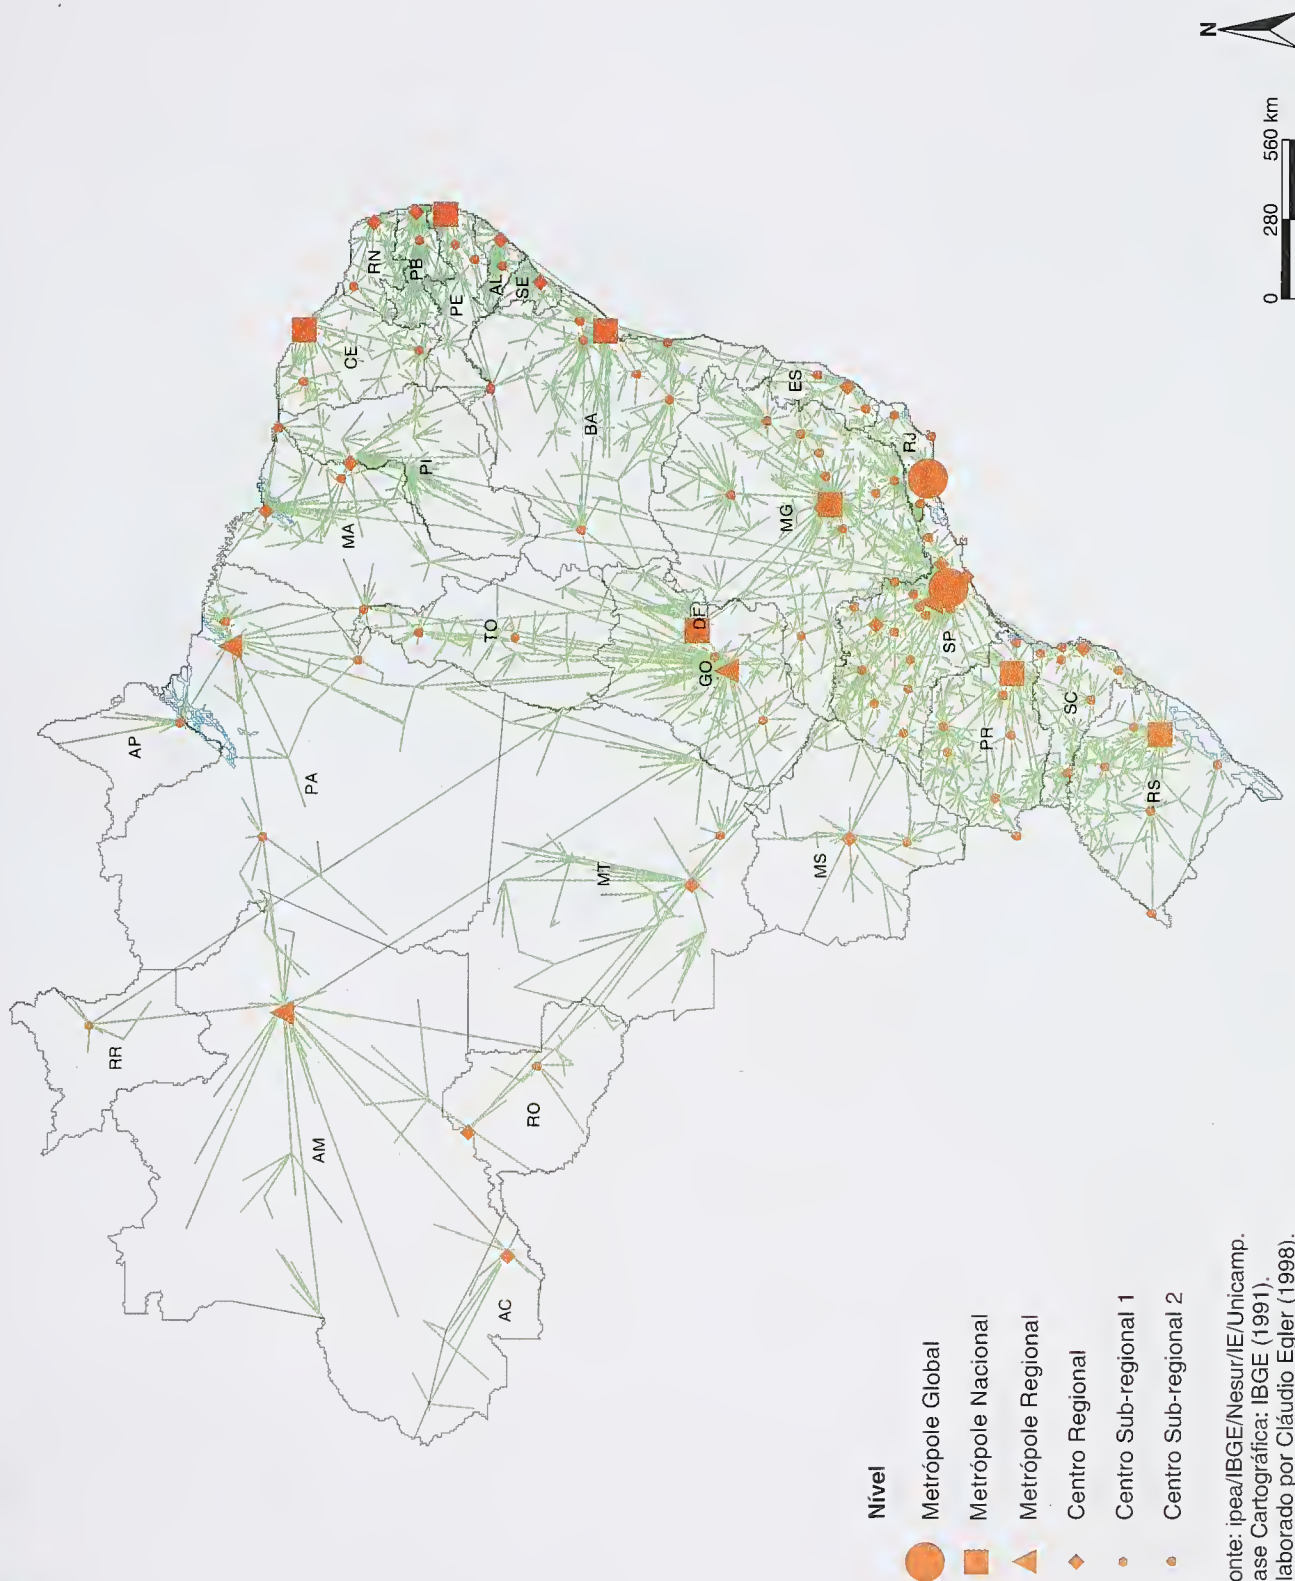 N
0 280 560 km
RR
AP
AM
PA
MA
CE
RN
PB
PE
AL
SE
PI
AC
RO
TO
BA
MT
DF
GO
MG
ES
MS
SP
RJ
PR
SC
RS
Nível
Metrópole Global
Metrópole Nacional
Metrópole Regional
Centro Regional
Centro Sub-regional 1
Centro Sub-regional 2
onte: ipea/IBGE/Nesur/IE/Unicamp.
ase Cartográfica: IBGE (1991).
laborado por Cláudio Egler (1998).